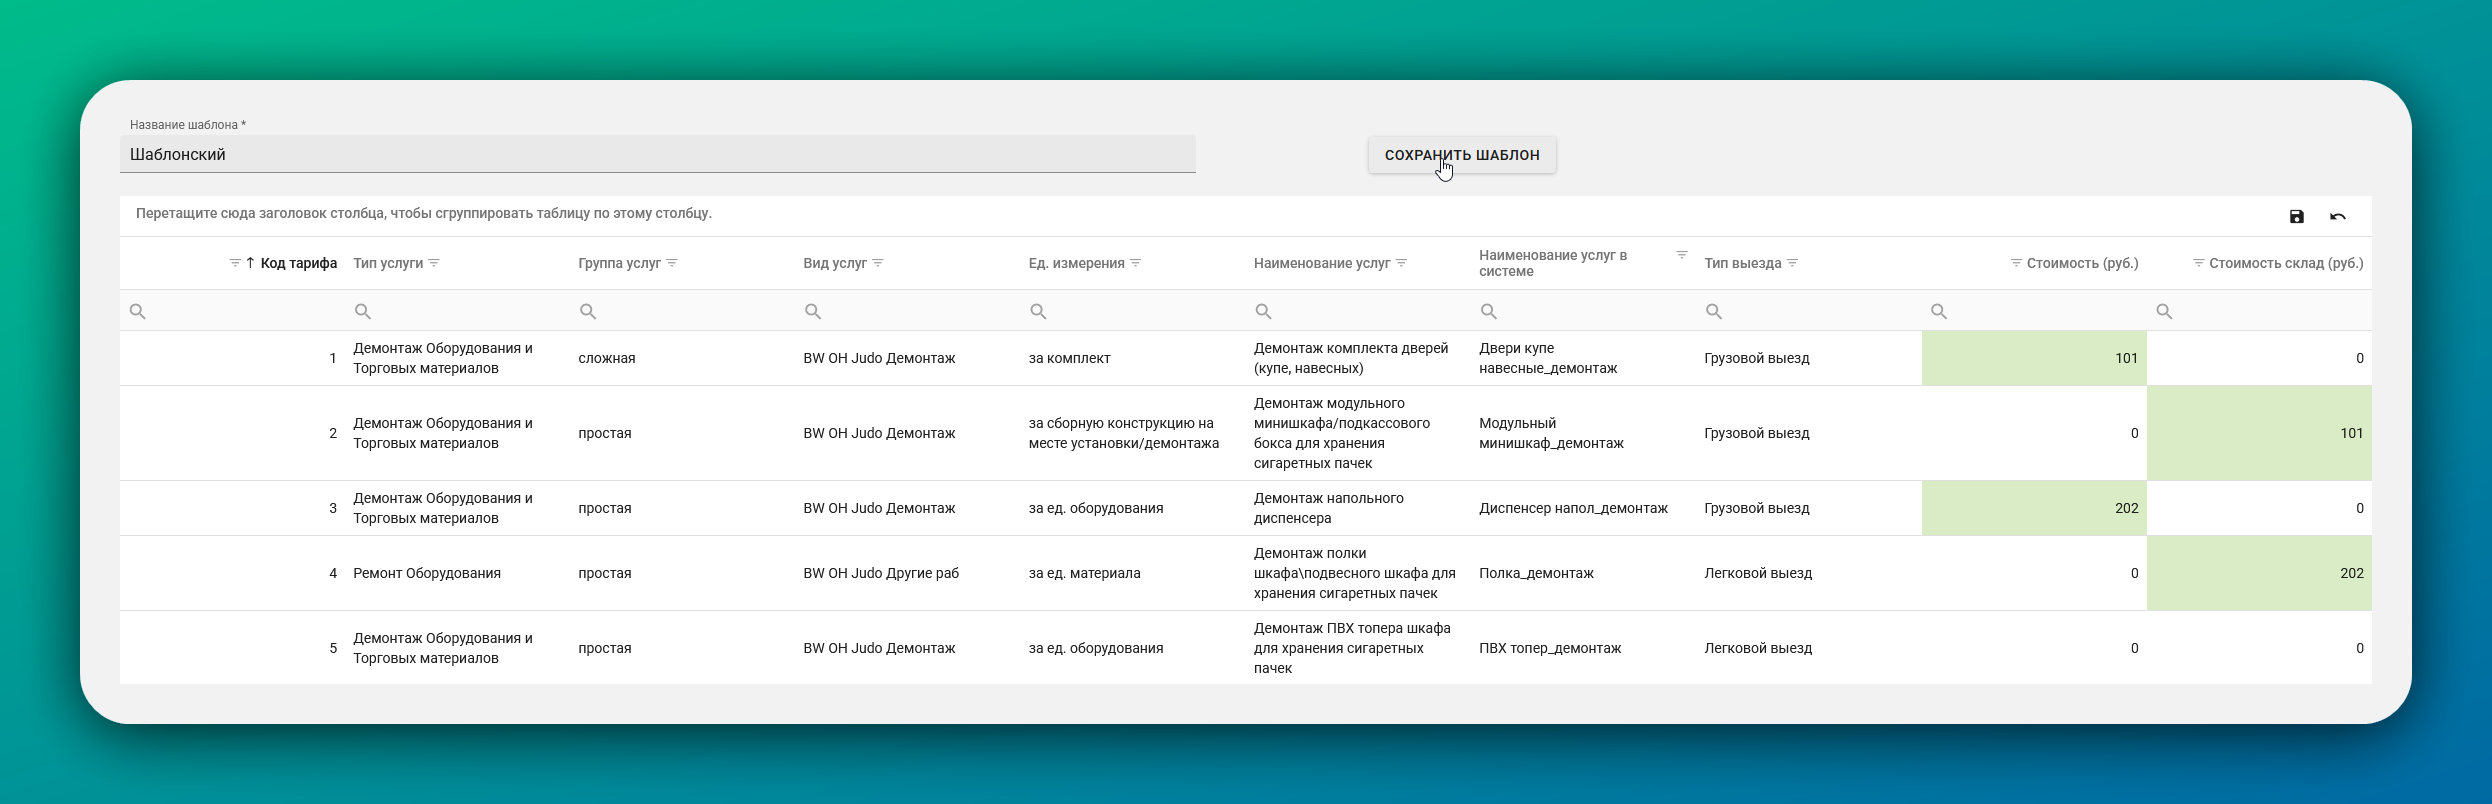 Название шаблона *
Шаблонский
СОХРАНИТЬ ШАБЛОН
Перетащите сюда заголовок столбца, чтобы сгруппировать таблицу по этому столбцу.
Код тарифа
Тип услуги
Группа услуг
Вид услуг
Ед. измерения
Наименование услуг
Наименование услуг в
системе
Тип выезда
Стоимость (руб.)
Стоимость склад (руб.)
1
Демонтаж Оборудования и
Торговых материалов
сложная
BW OH Judo Демонтаж
за комплект
Демонтаж комплекта дверей
(купе, навесных)
Двери купе
навесные_демонтаж
Грузовой выезд
101
0
2
Демонтаж Оборудования и
Торговых материалов
простая
BW OH Judo Демонтаж
за сборную конструкцию на
месте установки/демонтажа
Демонтаж модульного
минишкафа/подкассового
бокса для хранения
сигаретных пачек
Модульный
минишкаф_демонтаж
Грузовой выезд
0
101
3
Демонтаж Оборудования и
Торговых материалов
простая
BW OH Judo Демонтаж
за ед. оборудования
Демонтаж напольного
диспенсера
Диспенсер напол_демонтаж
Грузовой выезд
202
0
4
Ремонт Оборудования
простая
BW OH Judo Другие раб
за ед. материала
Демонтаж полки
шкафа\подвесного шкафа для
хранения сигаретных пачек
Полка_демонтаж
Легковой выезд
0
202
5
Демонтаж Оборудования и
Торговых материалов
простая
BW OH Judo Демонтаж
за ед. оборудования
Демонтаж ПВХ топера шкафа
для хранения сигаретных
пачек
ПВХ топер_демонтаж
Легковой выезд
0
0